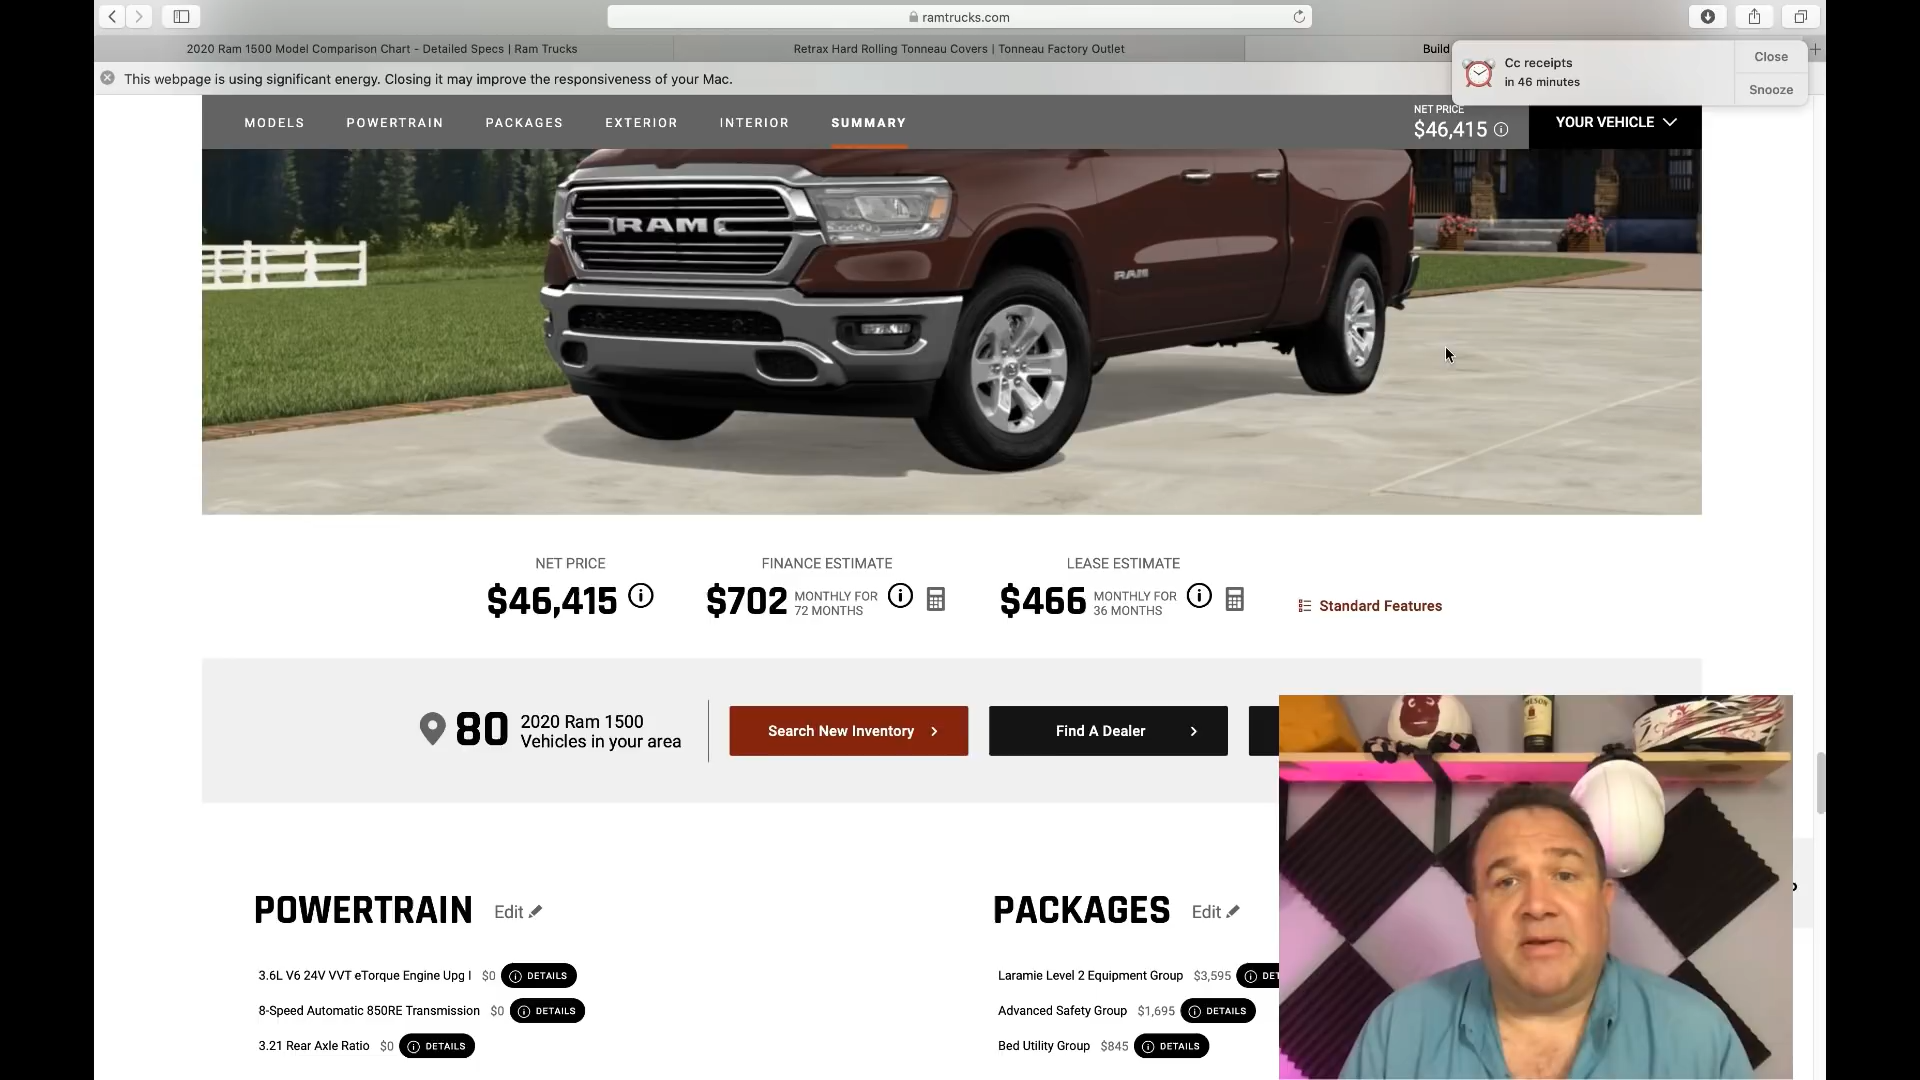 ramtrucks.com
2020 Ram 1500 Model Comparison Chart - Detailed Specs | Ram Trucks
Retrax Hard Rolling Tonneau Covers | Tonneau Factory Outlet
Build
Cc receipts
in 46 minutes
Close
Snooze
This webpage is using significant energy. Closing it may improve the responsiveness of your Mac.
MODELS
POWERTRAIN
PACKAGES
EXTERIOR
INTERIOR
SUMMARY
NET PRICE
$46,415
YOUR VEHICLE
RAM
RAM
NET PRICE
$46,415
FINANCE ESTIMATE
$702 MONTHLY FOR
72 MONTHS
LEASE ESTIMATE
$466 MONTHLY FOR
36 MONTHS
Standard Features
80 2020 Ram 1500
Vehicles in your area
Search New Inventory
Find A Dealer
POWERTRAIN Edit
3.6L V6 24V VVT eTorque Engine Upg I $0 DETAILS
8-Speed Automatic 850RE Transmission $0 DETAILS
3.21 Rear Axle Ratio $0 DETAILS
PACKAGES Edit
Laramie Level 2 Equipment Group $3,595 DET
Advanced Safety Group $1,695 DETAILS
Bed Utility Group $845 DETAILS